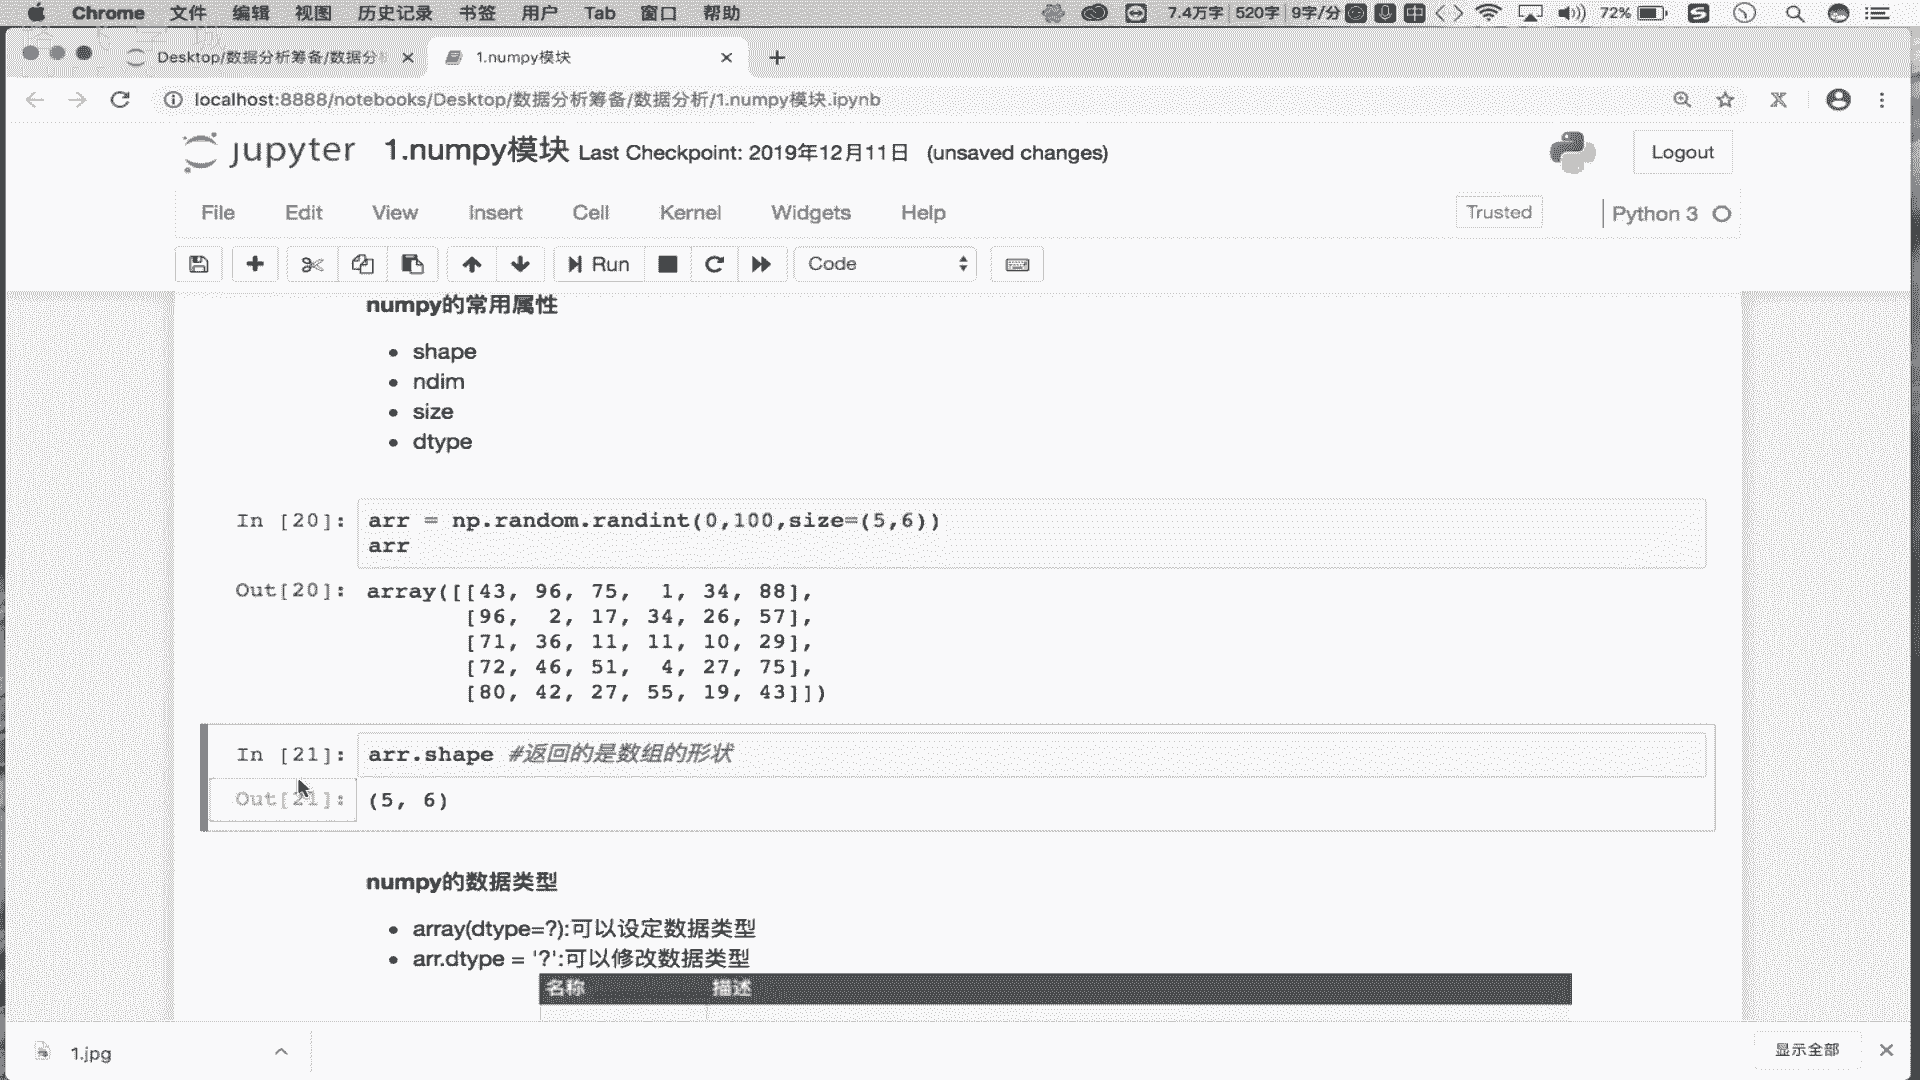 Chrome 文件 编辑 视图 历史记录 书签 用户 Tab 窗口 帮助 7.4万字 520字 9字/分 中 72%
Desktop/数据分析筹备/数据分 1.numpy模块
localhost:8888/notebooks/Desktop/数据分析筹备/数据分析/1.numpy模块.ipynb
jupyter 1.numpy模块 Last Checkpoint: 2019年12月11日 (unsaved changes) Logout
File Edit View Insert Cell Kernel Widgets Help Trusted Python 3
Run Code
numpy的常用属性
shape
ndim
size
dtype
In [20]: arr = np.random.randint(0,100,size=(5,6))
arr
Out[20]: array([[43, 96, 75,  1, 34, 88],
[96,  2, 17, 34, 26, 57],
[71, 36, 11, 11, 10, 29],
[72, 46, 51,  4, 27, 75],
[80, 42, 27, 55, 19, 43]])
In [21]: arr.shape #返回的是数组的形状
Out[21]: (5, 6)
numpy的数据类型
array(dtype=?):可以设定数据类型
arr.dtype = '?':可以修改数据类型
名称 描述
1.jpg 显示全部